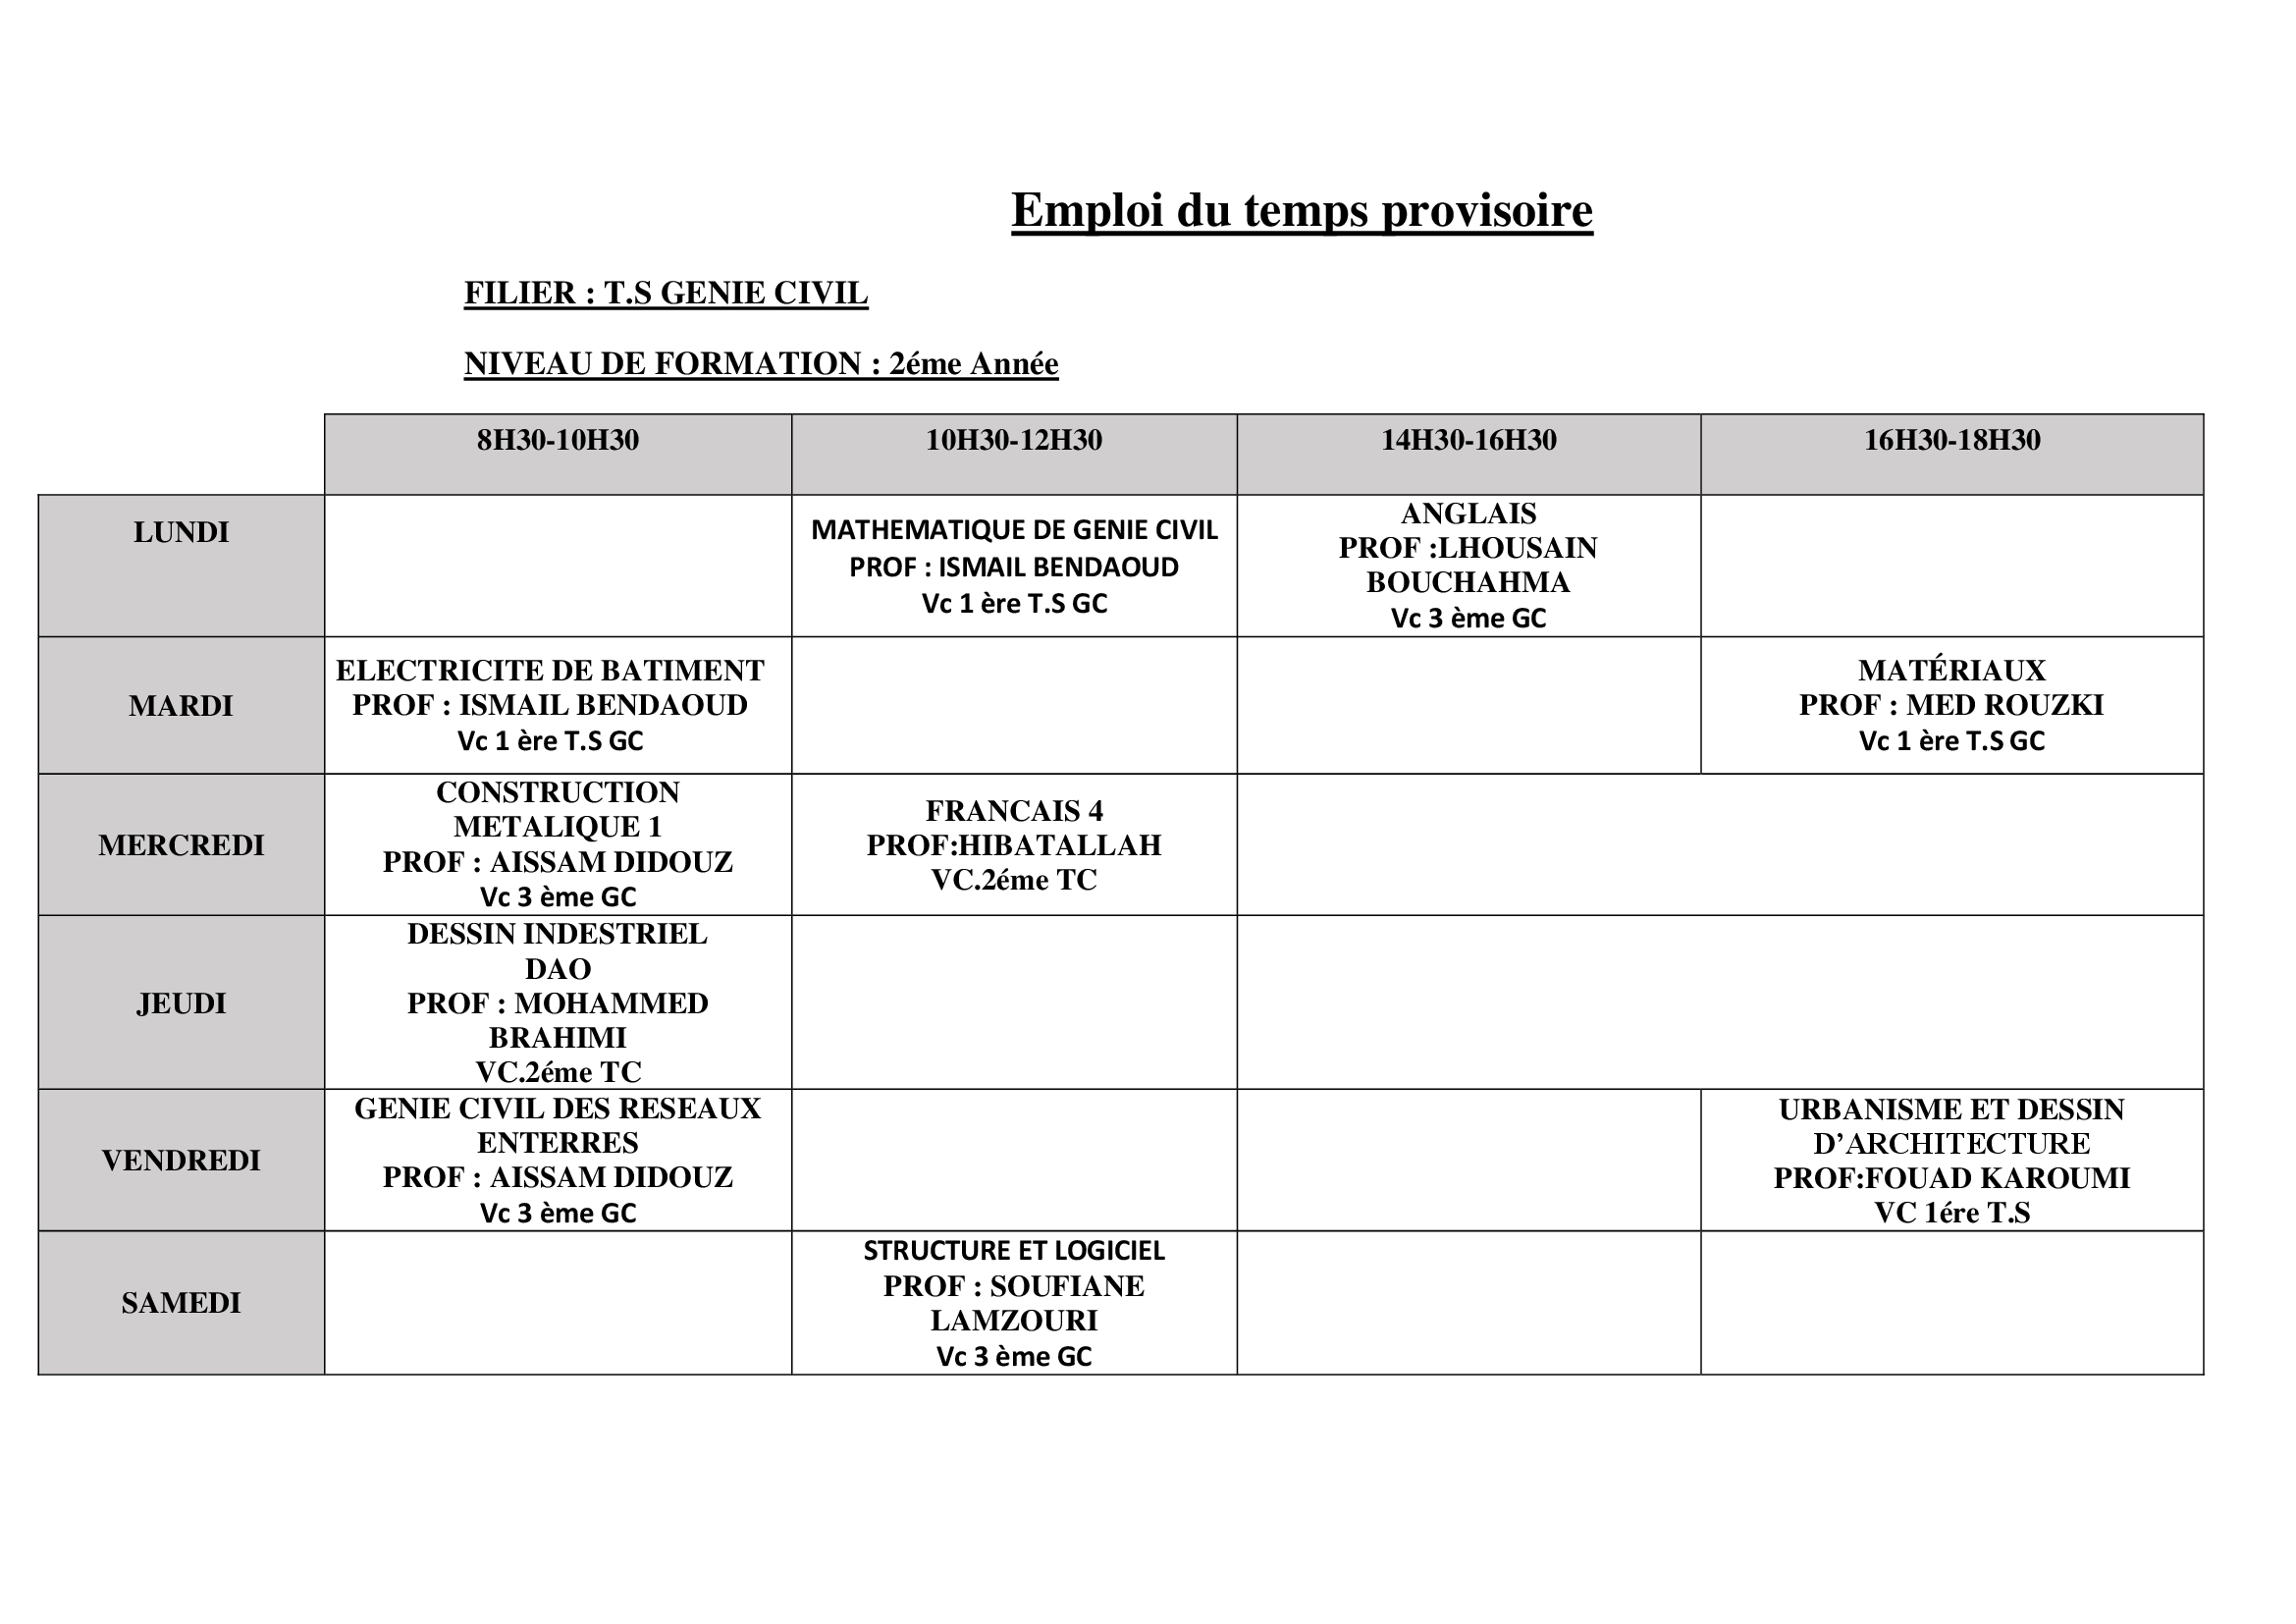 Emploi du temps provisoire
FILIER : T.S GENIE CIVIL
NIVEAU DE FORMATION : 2éme Année
8H30-10H30
10H30-12H30
14H30-16H30
16H30-18H30
LUNDI
MATHEMATIQUE DE GENIE CIVIL
PROF : ISMAIL BENDAOUD
Vc 1 ère T.S GC
ANGLAIS
PROF :LHOUSAIN
BOUCHAHMA
Vc 3 ème GC
MARDI
ELECTRICITE DE BATIMENT
PROF : ISMAIL BENDAOUD
Vc 1 ère T.S GC
MATÉRIAUX
PROF : MED ROUZKI
Vc 1 ère T.S GC
MERCREDI
CONSTRUCTION
METALIQUE 1
PROF : AISSAM DIDOUZ
Vc 3 ème GC
FRANCAIS 4
PROF:HIBATALLAH
VC.2éme TC
JEUDI
DESSIN INDESTRIEL
DAO
PROF : MOHAMMED
BRAHIMI
VC.2éme TC
VENDREDI
GENIE CIVIL DES RESEAUX
ENTERRES
PROF : AISSAM DIDOUZ
Vc 3 ème GC
URBANISME ET DESSIN
D’ARCHITECTURE
PROF:FOUAD KAROUMI
VC 1ére T.S
SAMEDI
STRUCTURE ET LOGICIEL
PROF : SOUFIANE
LAMZOURI
Vc 3 ème GC